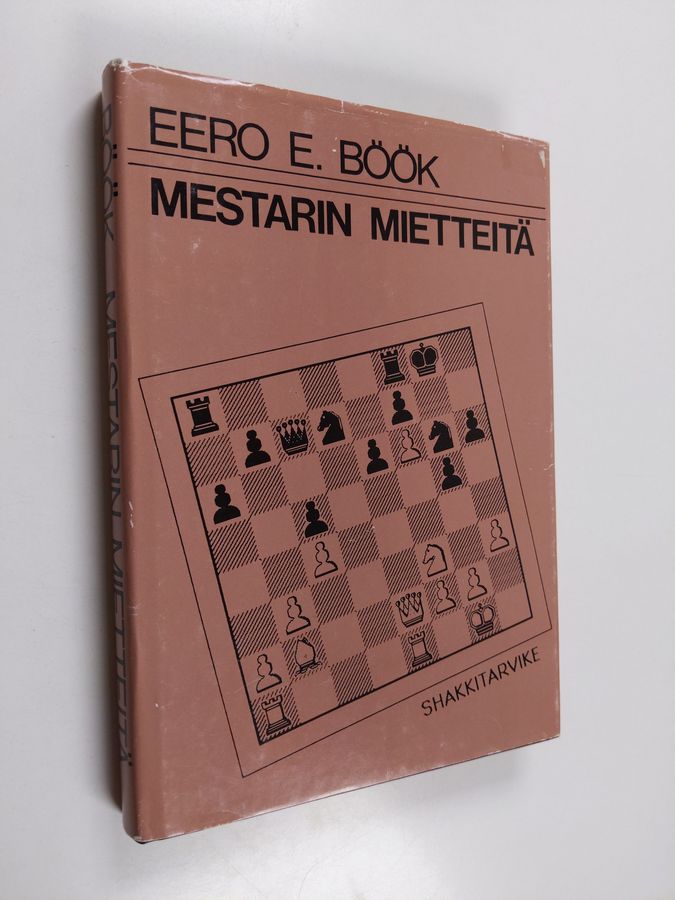 EERO E. BÖÖK
MESTARIN MIETTEITÄ
SHAKKITARVIKE
BÖÖK MESTARIN MIETTEITÄ